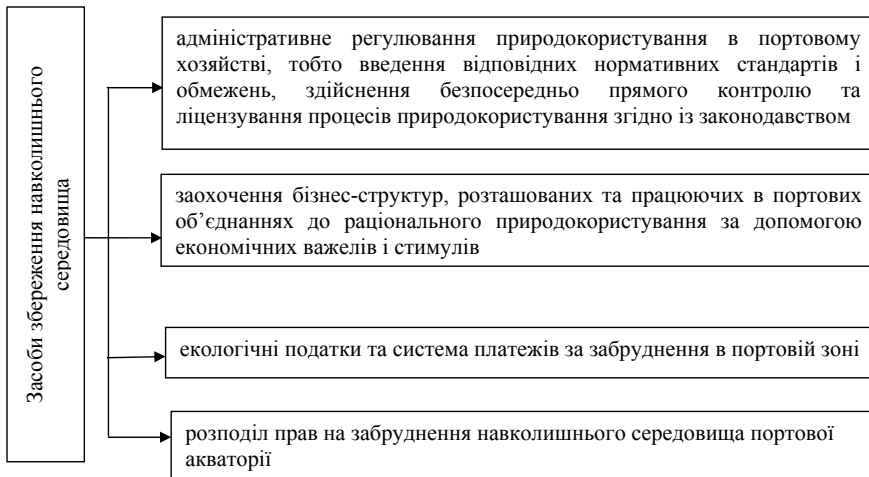 Засоби збереження навколишнього
середовища
адміністративне регулювання природокористування в портовому
хозяйстві, тобто введення відповідних нормативних стандартів і
обмежень, здійснення безпосередньо прямого контролю та
ліцензування процесів природокористування згідно із законодавством
заохочення бізнес-структур, розташованих та працюючих в портових
об’єднаннях до раціонального природокористування за допомогою
економічних важелів і стимулів
екологічні податки та система платежів за забруднення в портовій зоні
розподіл прав на забруднення навколишнього середовища портової
акваторії